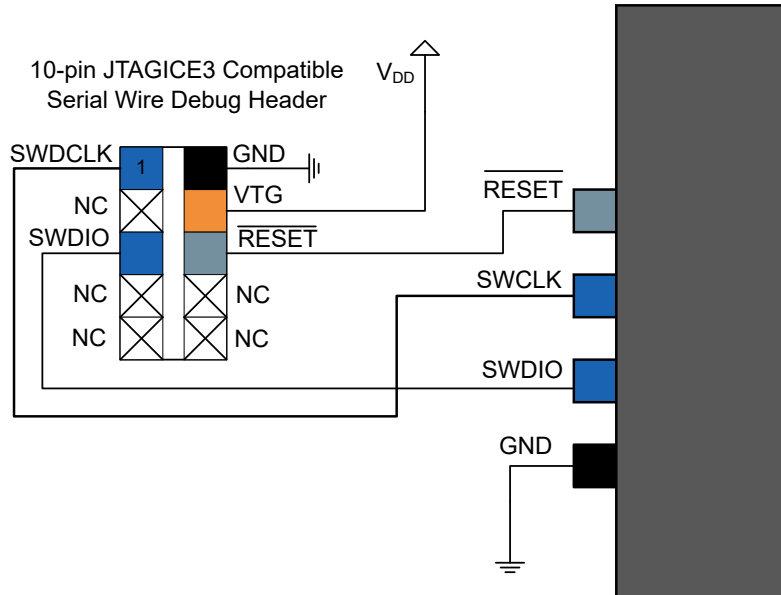 10-pin JTAGICE3 Compatible
Serial Wire Debug Header
VDD
SWDCLK
1
GND
NC
VTG
SWDIO
RESET
NC
NC
NC
NC
RESET
SWCLK
SWDIO
GND